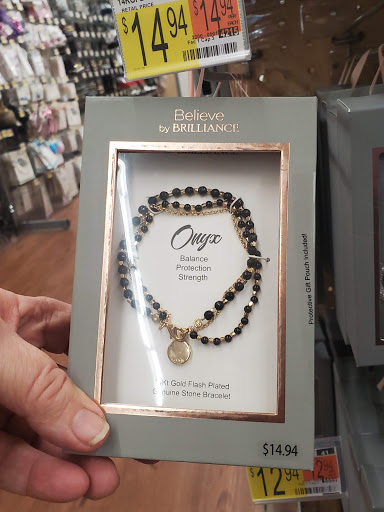 RETAIL PRICE
$14 94
14 94
4215
Believe
by BRILLIANCE
Onyx
Balance
Protection
Strength
Gold Flash Plated
Genuine Stone Bracelet
Protective Gift Pouch Included!
$14.94
$12 94